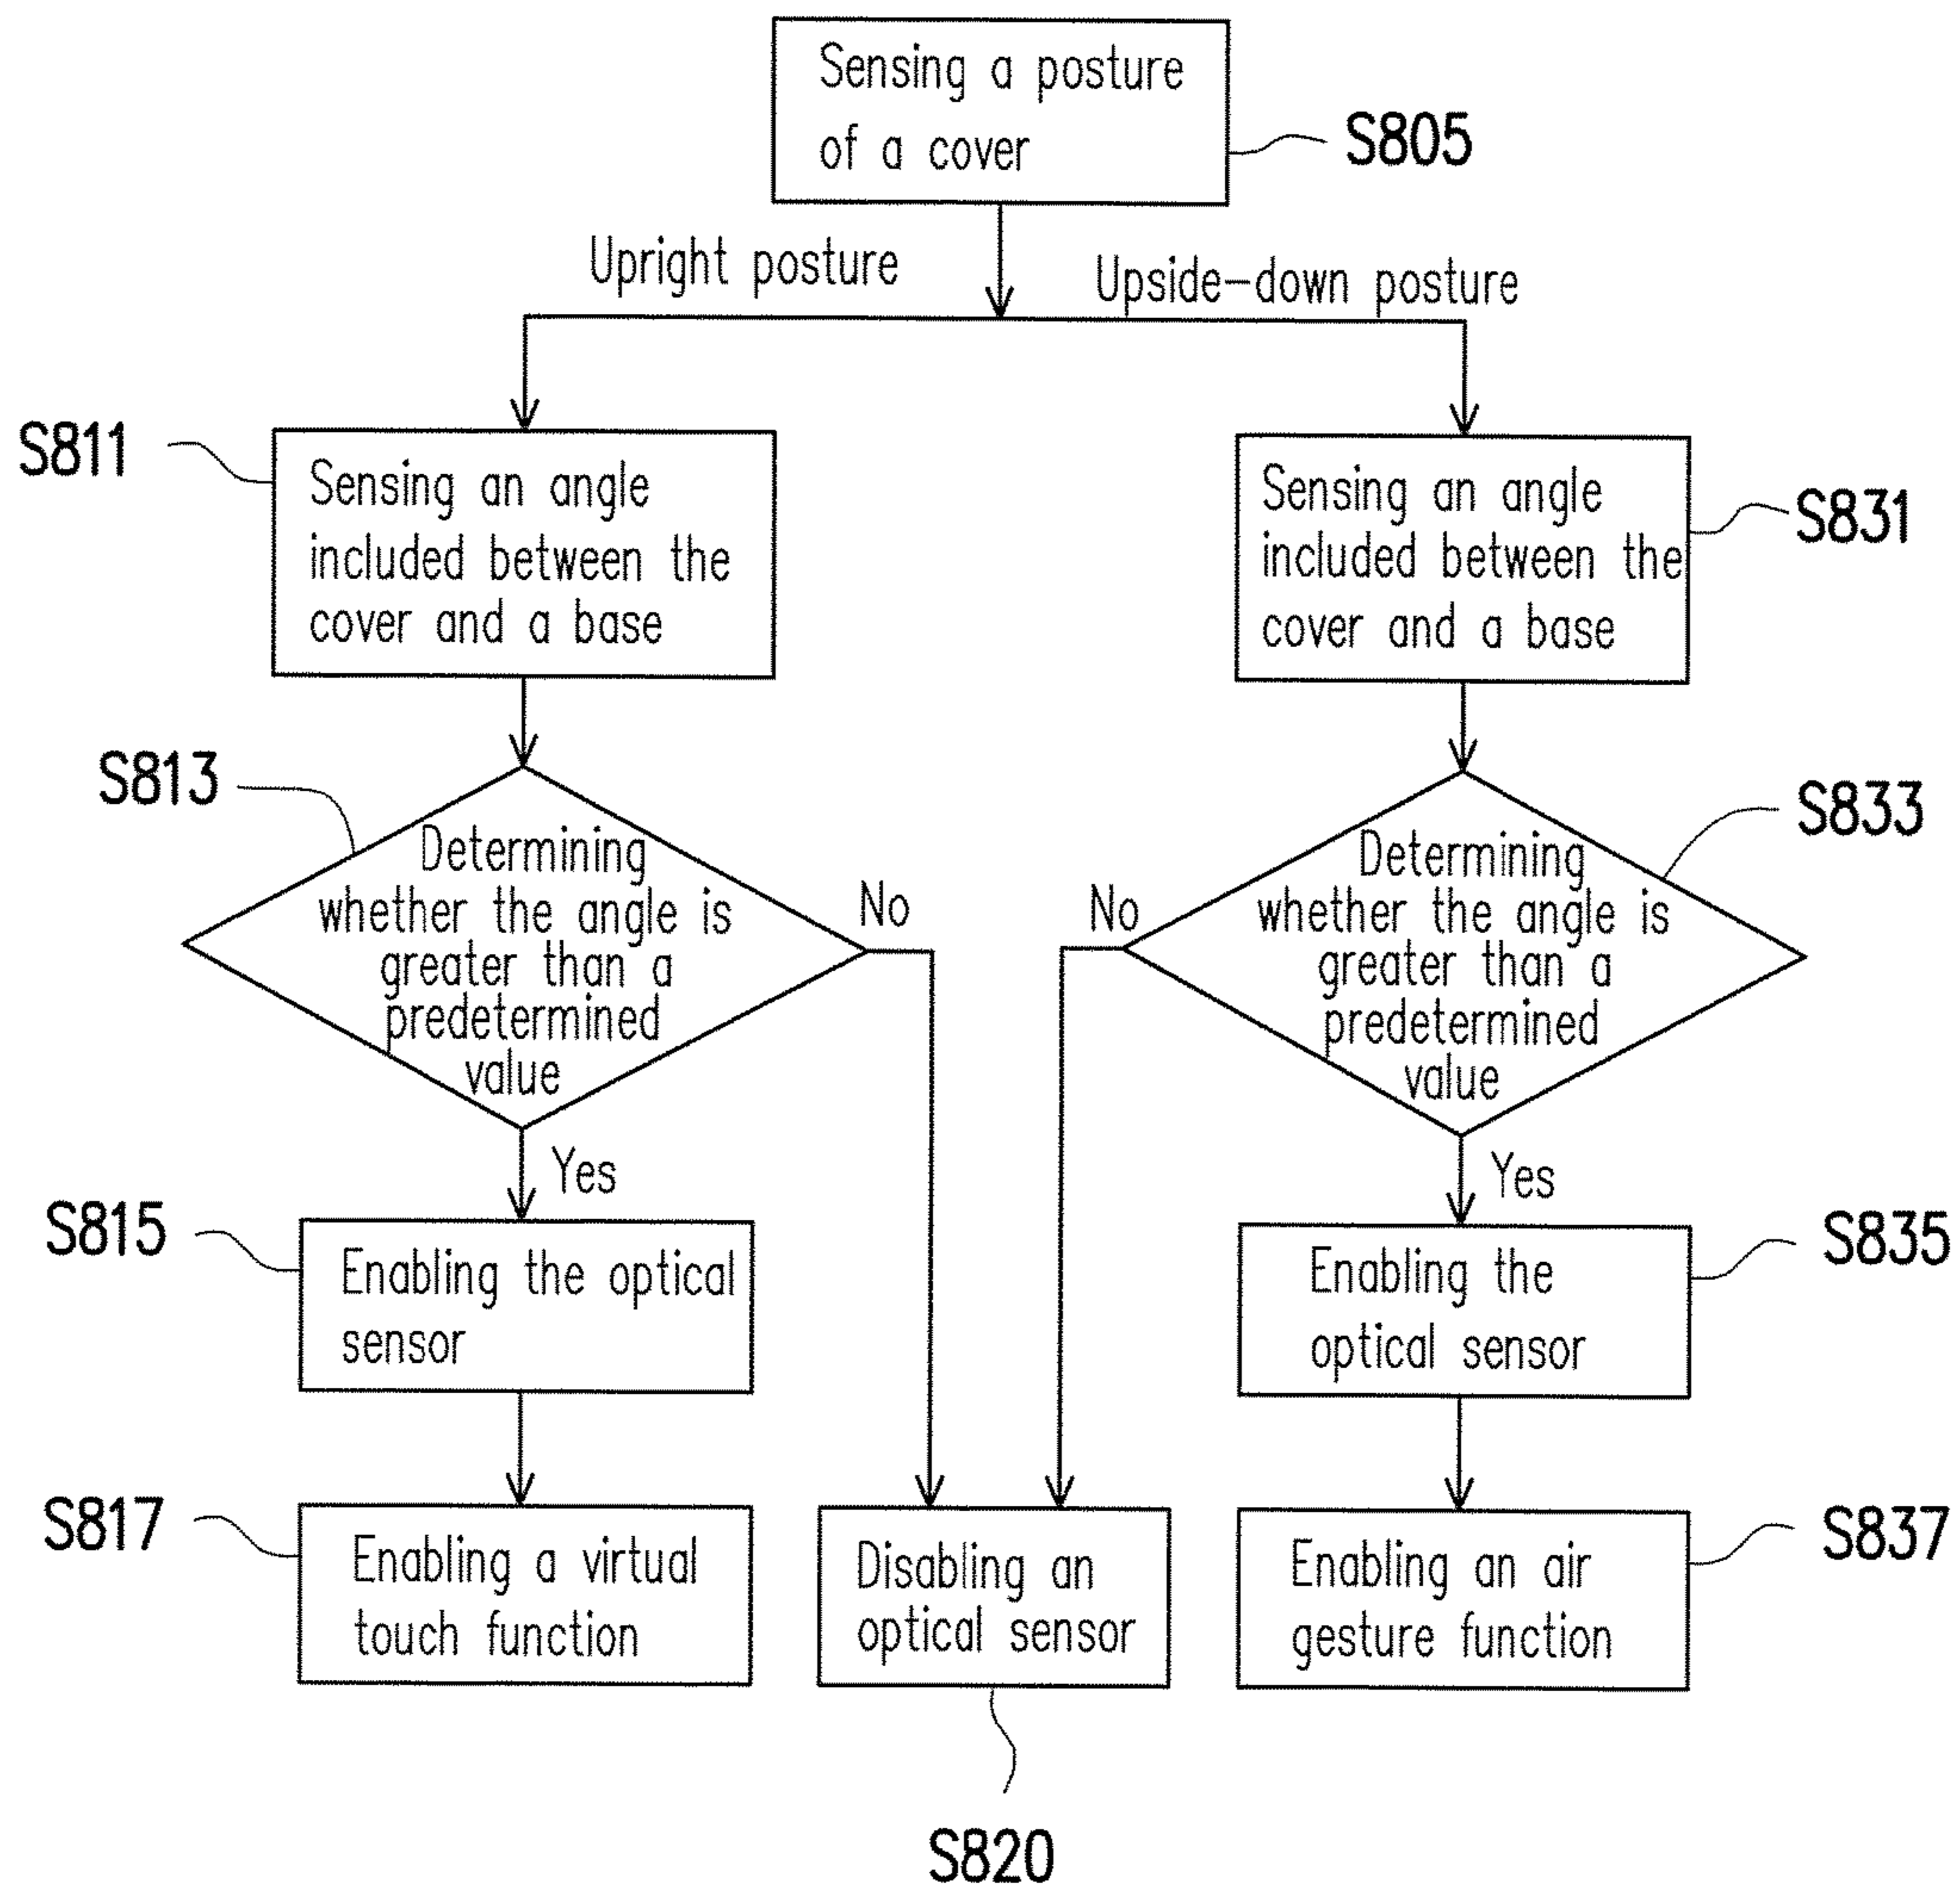 Sensing a posture
of a cover
S805
Upright posture
Upside-down posture
S811
Sensing an angle
included between the
cover and a base
Sensing an angle
included between the
cover and a base
S831
S813
Determining
whether the angle is
greater than a
predetermined
value
No
No
Determining
whether the angle is
greater than a
predetermined
value
S833
Yes
Yes
S815
Enabling the optical
sensor
Enabling the
optical sensor
S835
S817
Enabling a virtual
touch function
Disabling an
optical sensor
Enabling an air
gesture function
S837
S820